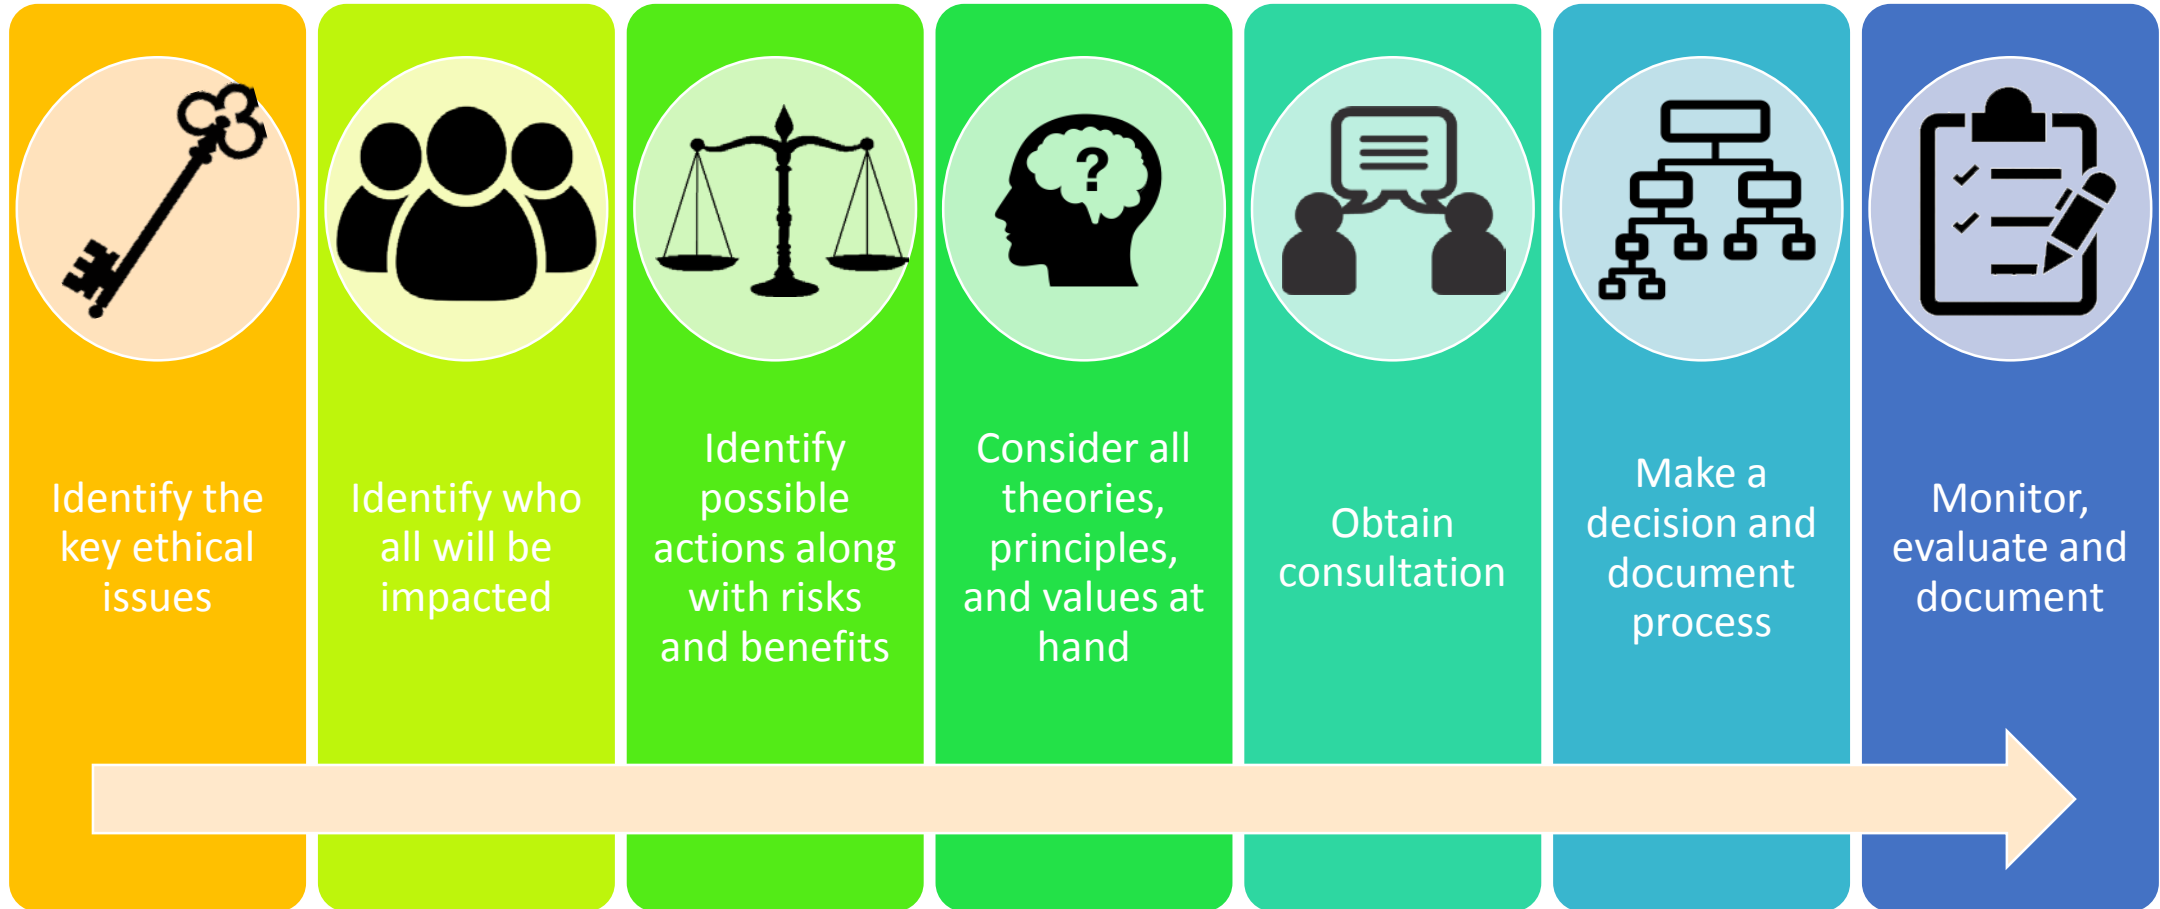 ?
Identify the
key ethical
issues
Identify who
all will be
impacted
Identify
possible
actions along
with risks
and benefits
Consider all
theories,
principles,
and values at
hand
Obtain
consultation
Make a
decision and
document
process
Monitor,
evaluate and
document